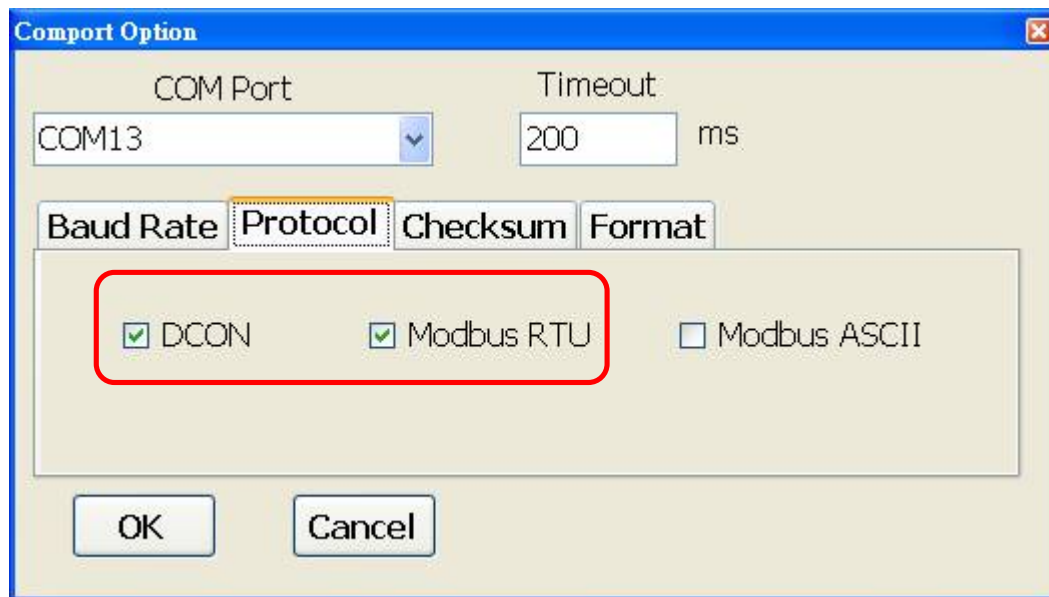 Comport Option
COM Port Timeout
COM13 200 ms
Baud Rate Protocol Checksum Format
DCON Modbus RTU Modbus ASCII
OK Cancel